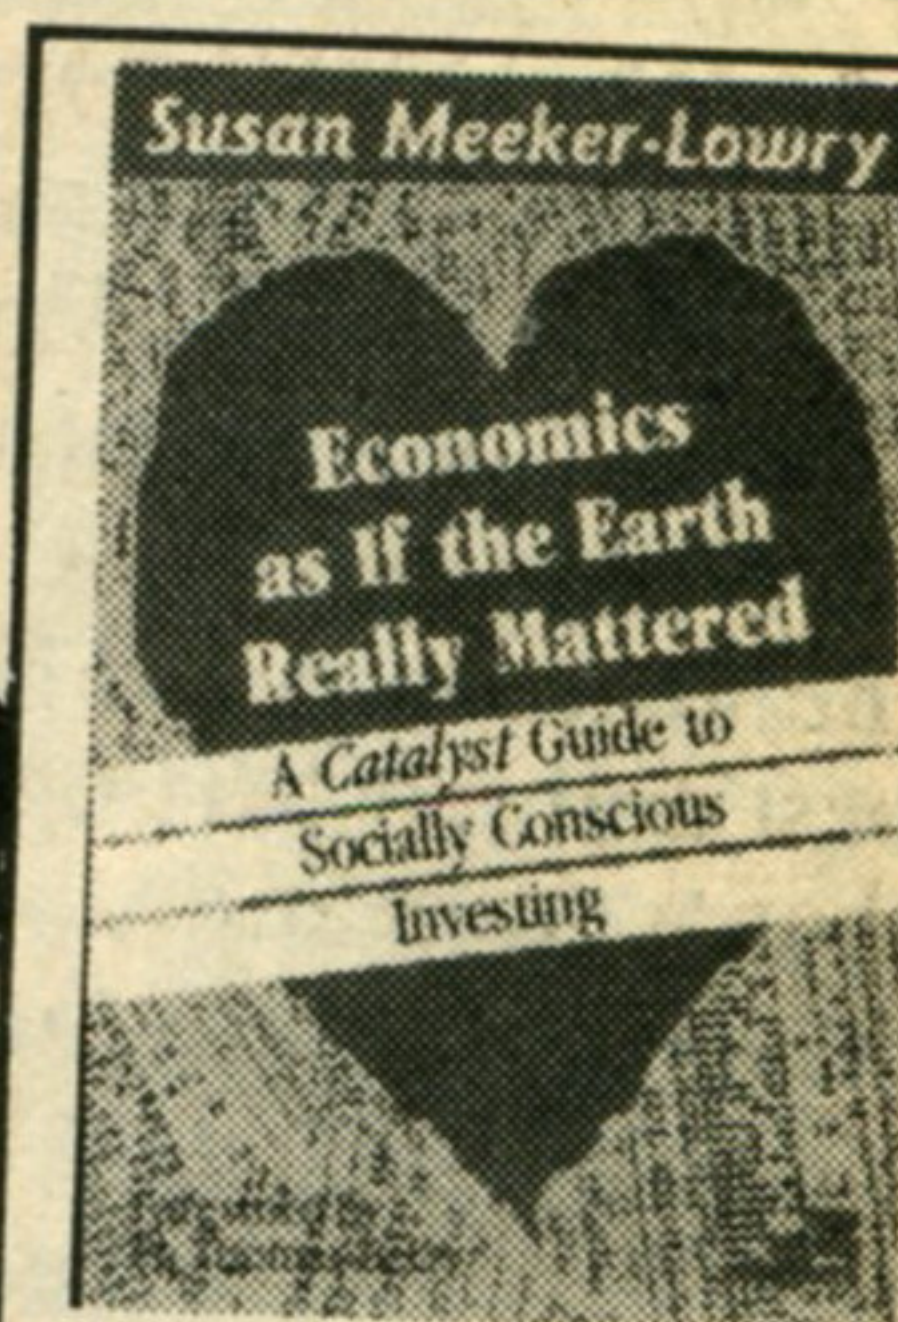 Susan Meeker-Lowry
Economics
as If the Earth
Really Mattered
A Catalyst Guide to
Socially Conscious
Investing